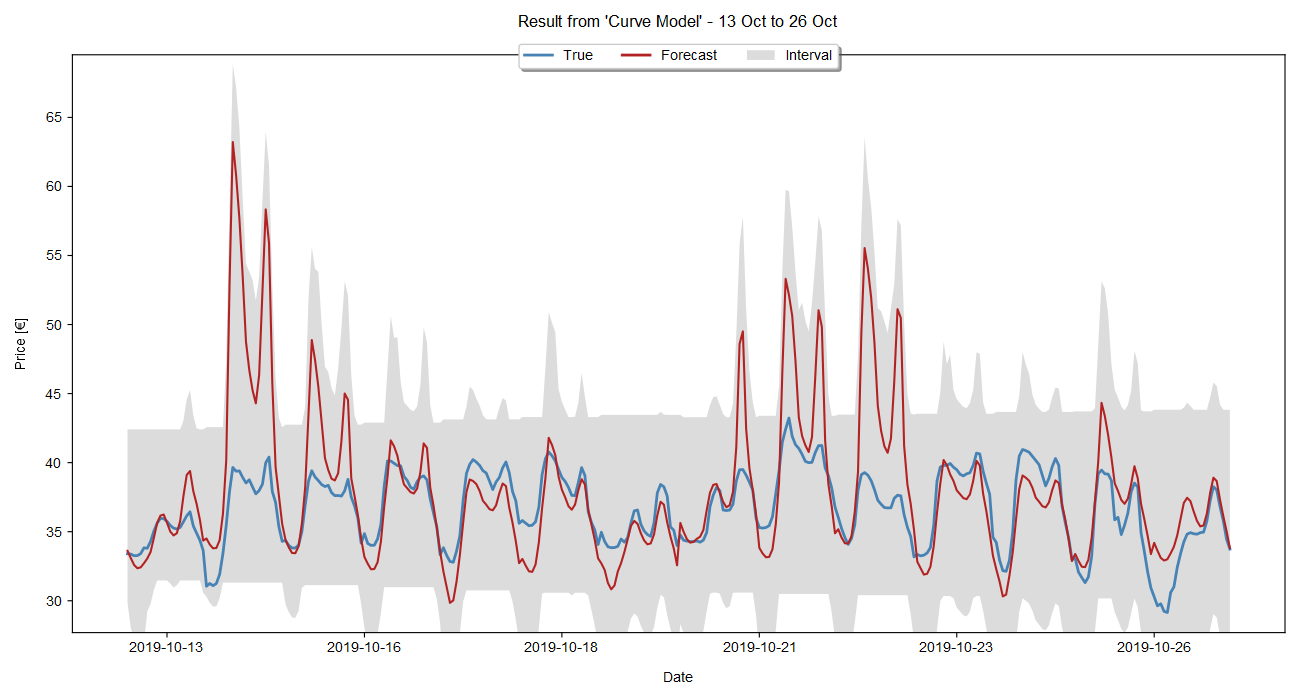 Result from 'Curve Model' - 13 Oct to 26 Oct
True Forecast Interval
65
60
55
50
45
40
35
30
Price [€]
2019-10-13 2019-10-16 2019-10-18 2019-10-21 2019-10-23 2019-10-26
Date